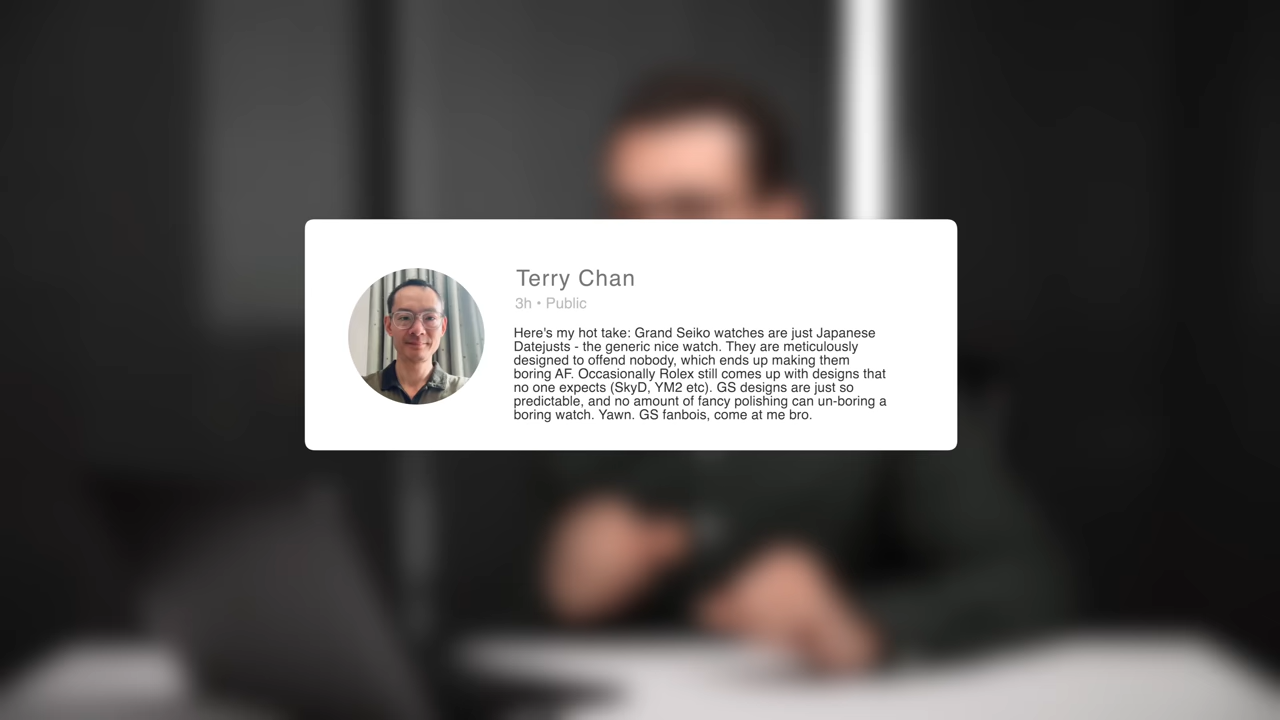 Terry Chan
3h • Public
Here's my hot take: Grand Seiko watches are just Japanese
Datejusts - the generic nice watch. They are meticulously
designed to offend nobody, which ends up making them
boring AF. Occasionally Rolex still comes up with designs that
no one expects (SkyD, YM2 etc). GS designs are just so
predictable, and no amount of fancy polishing can un-boring a
boring watch. Yawn. GS fanbois, come at me bro.